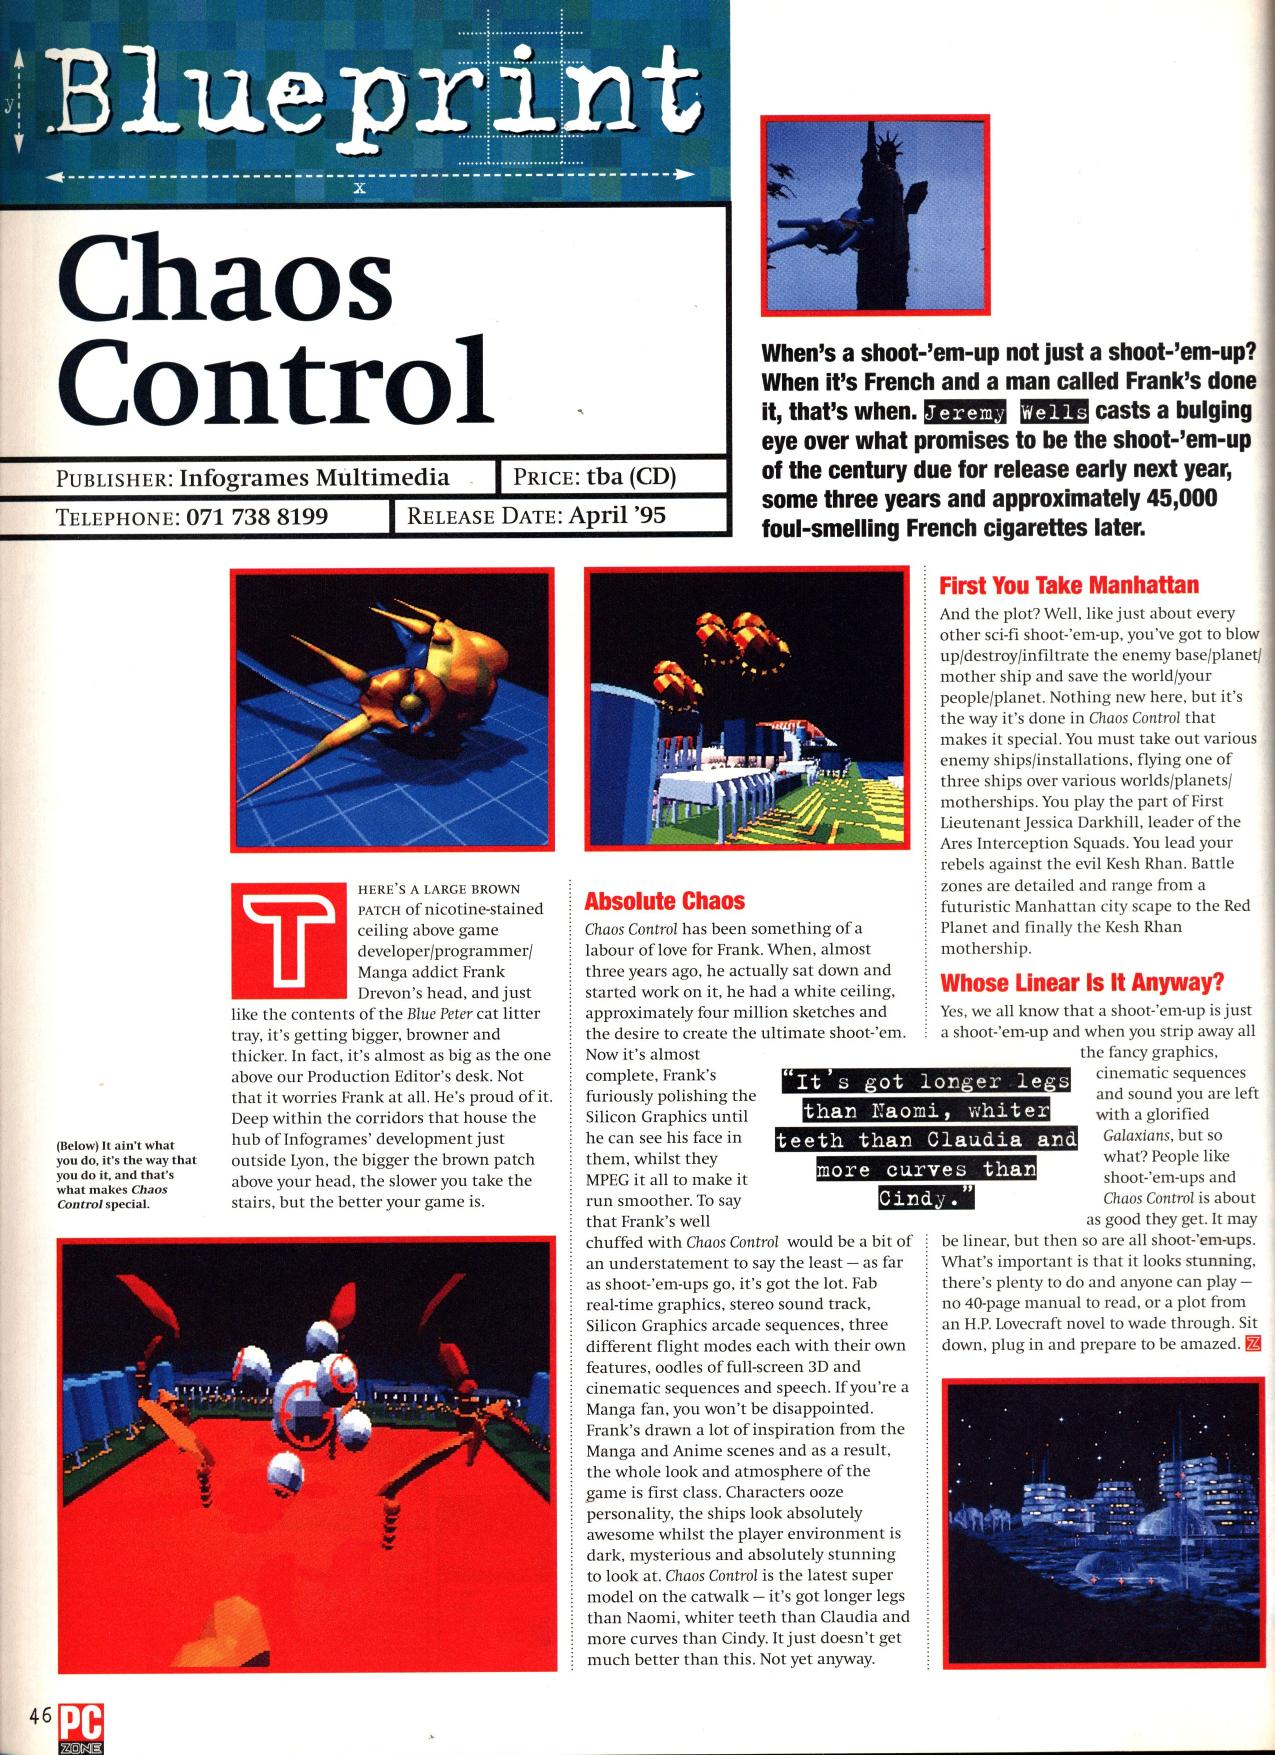 Blueprint
y
x
Chaos
Control
PUBLISHER: Infogrames Multimedia
PRICE: tba (CD)
TELEPHONE: 071 738 8199
RELEASE DATE: April '95
When's a shoot-'em-up not just a shoot-'em-up?
When it's French and a man called Frank's done
it, that's when. Jeremy Wells casts a bulging
eye over what promises to be the shoot-'em-up
of the century due for release early next year,
some three years and approximately 45,000
foul-smelling French cigarettes later.
THERE'S A LARGE BROWN
PATCH of nicotine-stained
ceiling above game
developer/programmer/
Manga addict Frank
Drevon's head, and just
like the contents of the Blue Peter cat litter
tray, it's getting bigger, browner and
thicker. In fact, it's almost as big as the one
above our Production Editor's desk. Not
that it worries Frank at all. He's proud of it.
Deep within the corridors that house the
hub of Infogrames' development just
outside Lyon, the bigger the brown patch
above your head, the slower you take the
stairs, but the better your game is.
(Below) It ain't what
you do, it's the way that
you do it, and that's
what makes Chaos
Control special.
Absolute Chaos
Chaos Control has been something of a
labour of love for Frank. When, almost
three years ago, he actually sat down and
started work on it, he had a white ceiling,
approximately four million sketches and
the desire to create the ultimate shoot-'em.
Now it's almost
complete, Frank's
furiously polishing the
Silicon Graphics until
he can see his face in
them, whilst they
MPEG it all to make it
run smoother. To say
that Frank's well
chuffed with Chaos Control would be a bit of
an understatement to say the least — as far
as shoot-'em-ups go, it's got the lot. Fab
real-time graphics, stereo sound track,
Silicon Graphics arcade sequences, three
different flight modes each with their own
features, oodles of full-screen 3D and
cinematic sequences and speech. If you're a
Manga fan, you won't be disappointed.
Frank's drawn a lot of inspiration from the
Manga and Anime scenes and as a result,
the whole look and atmosphere of the
game is first class. Characters ooze
personality, the ships look absolutely
awesome whilst the player environment is
dark, mysterious and absolutely stunning
to look at. Chaos Control is the latest super
model on the catwalk — it's got longer legs
than Naomi, whiter teeth than Claudia and
more curves than Cindy. It just doesn't get
much better than this. Not yet anyway.
"It's got longer legs
than Naomi, whiter
teeth than Claudia and
more curves than
Cindy."
First You Take Manhattan
And the plot? Well, like just about every
other sci-fi shoot-'em-up, you've got to blow
up/destroy/infiltrate the enemy base/planet/
mother ship and save the world/your
people/planet. Nothing new here, but it's
the way it's done in Chaos Control that
makes it special. You must take out various
enemy ships/installations, flying one of
three ships over various worlds/planets/
motherships. You play the part of First
Lieutenant Jessica Darkhill, leader of the
Ares Interception Squads. You lead your
rebels against the evil Kesh Rhan. Battle
zones are detailed and range from a
futuristic Manhattan city scape to the Red
Planet and finally the Kesh Rhan
mothership.
Whose Linear Is It Anyway?
Yes, we all know that a shoot-'em-up is just
a shoot-'em-up and when you strip away all
the fancy graphics,
cinematic sequences
and sound you are left
with a glorified
Galaxians, but so
what? People like
shoot-'em-ups and
Chaos Control is about
as good they get. It may
be linear, but then so are all shoot-'em-ups.
What's important is that it looks stunning,
there's plenty to do and anyone can play —
no 40-page manual to read, or a plot from
an H.P. Lovecraft novel to wade through. Sit
down, plug in and prepare to be amazed. Z
46
PC
ZONE